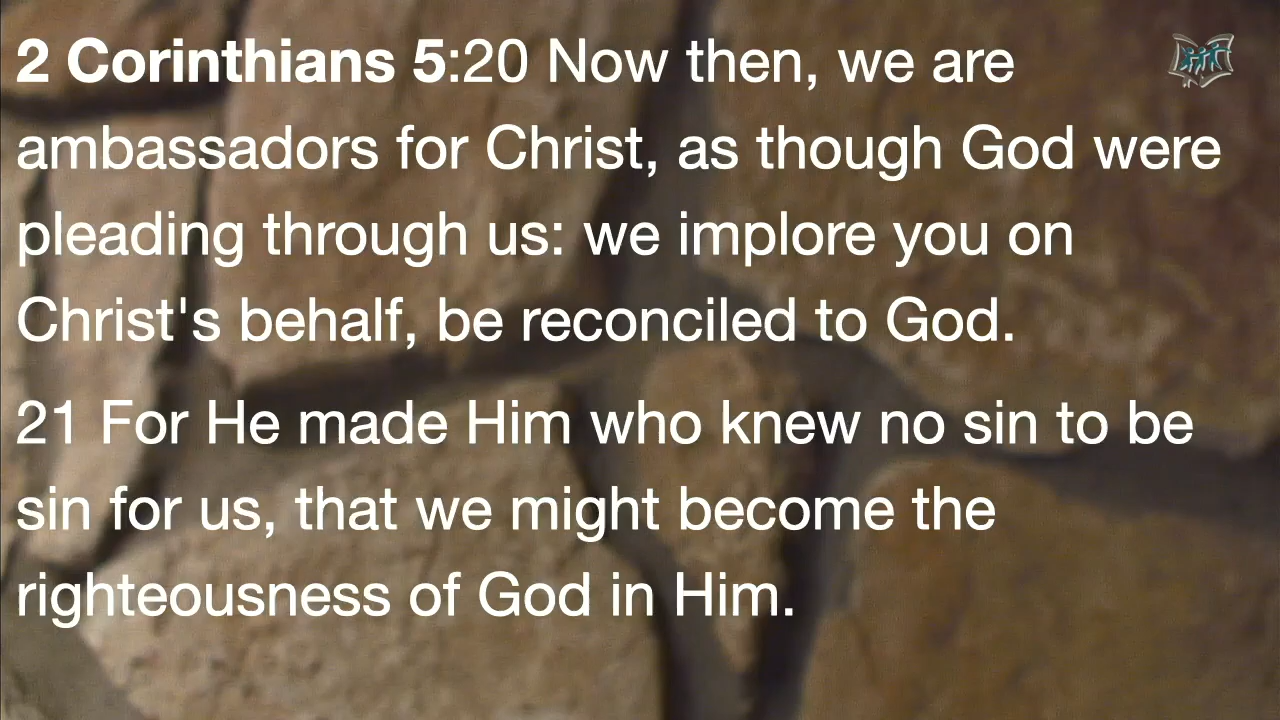 2 Corinthians 5:20 Now then, we are
ambassadors for Christ, as though God were
pleading through us: we implore you on
Christ's behalf, be reconciled to God.
21 For He made Him who knew no sin to be
sin for us, that we might become the
righteousness of God in Him.